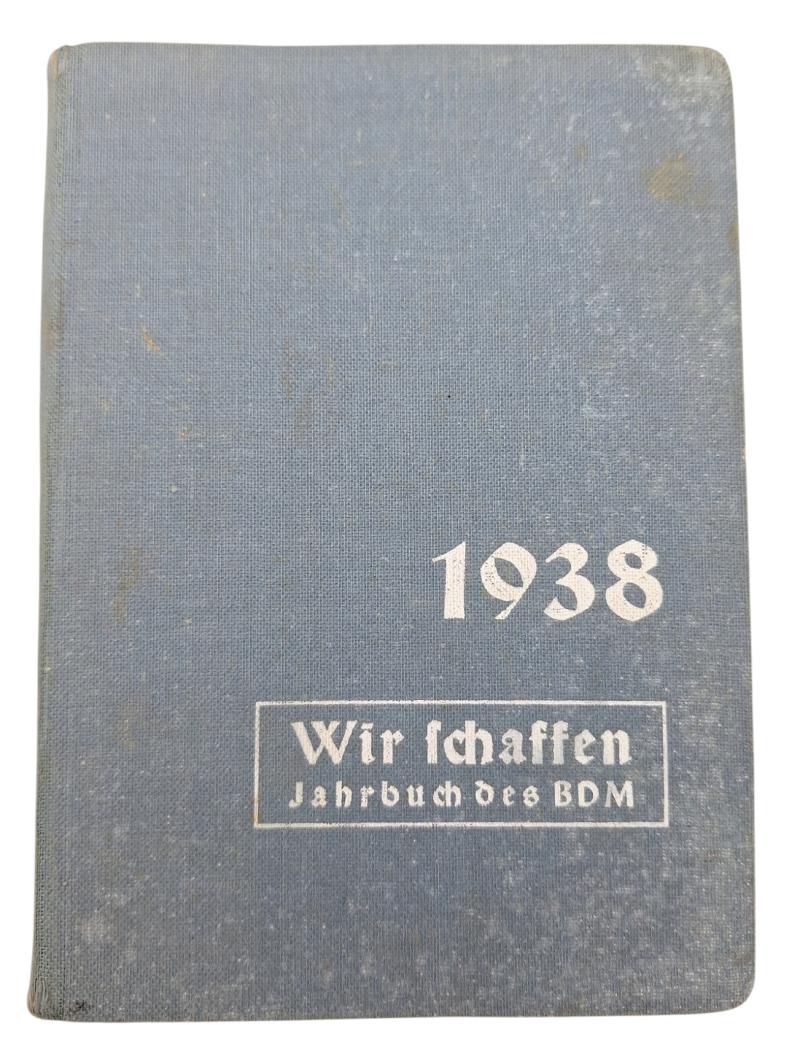 1938
Wir ſchaffen
Jahrbuch des BDM